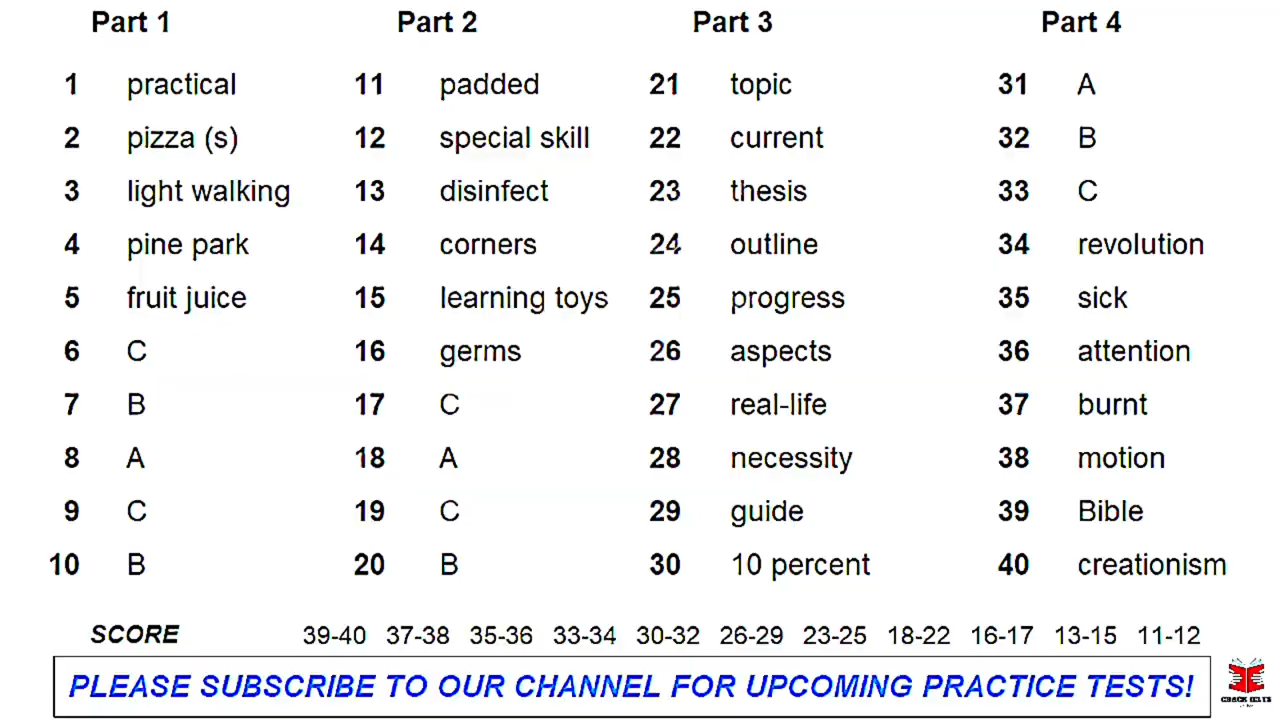 Part 1 Part 2 Part 3 Part 4
1 practical 11 padded 21 topic 31 A
2 pizza (s) 12 special skill 22 current 32 B
3 light walking 13 disinfect 23 thesis 33 C
4 pine park 14 corners 24 outline 34 revolution
5 fruit juice 15 learning toys 25 progress 35 sick
6 C 16 germs 26 aspects 36 attention
7 B 17 C 27 real-life 37 burnt
8 A 18 A 28 necessity 38 motion
9 C 19 C 29 guide 39 Bible
10 B 20 B 30 10 percent 40 creationism
SCORE 39-40 37-38 35-36 33-34 30-32 26-29 23-25 18-22 16-17 13-15 11-12
PLEASE SUBSCRIBE TO OUR CHANNEL FOR UPCOMING PRACTICE TESTS!